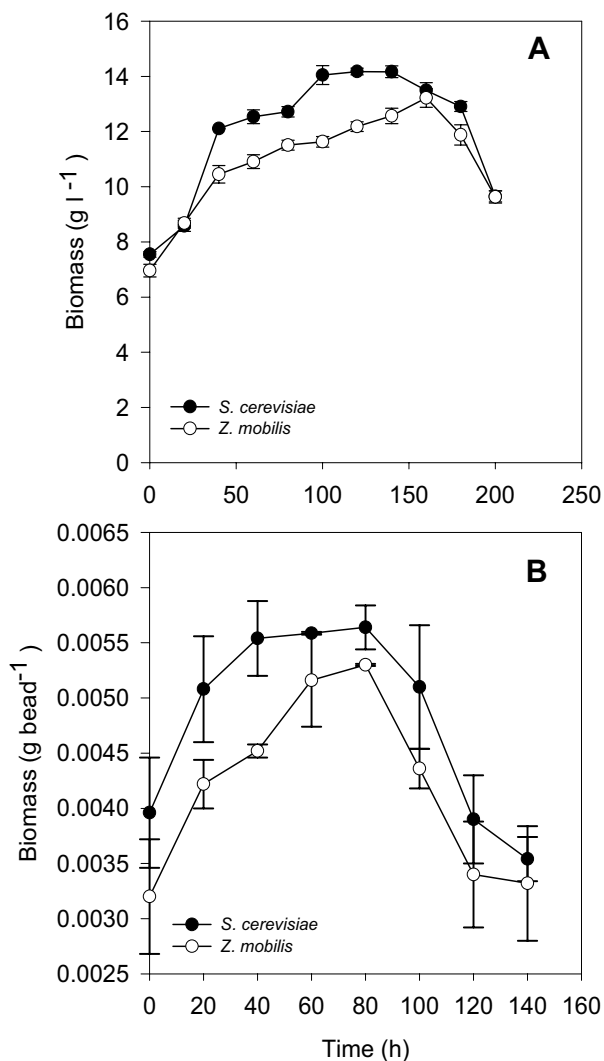 A
16
14
12
10
8
6
4
2
0
Biomass (g l⁻¹)
S. cerevisiae
Z. mobilis
0 50 100 150 200 250
B
0.0065
0.0060
0.0055
0.0050
0.0045
0.0040
0.0035
0.0030
0.0025
Biomass (g bead⁻¹)
S. cerevisiae
Z. mobilis
0 20 40 60 80 100 120 140 160
Time (h)